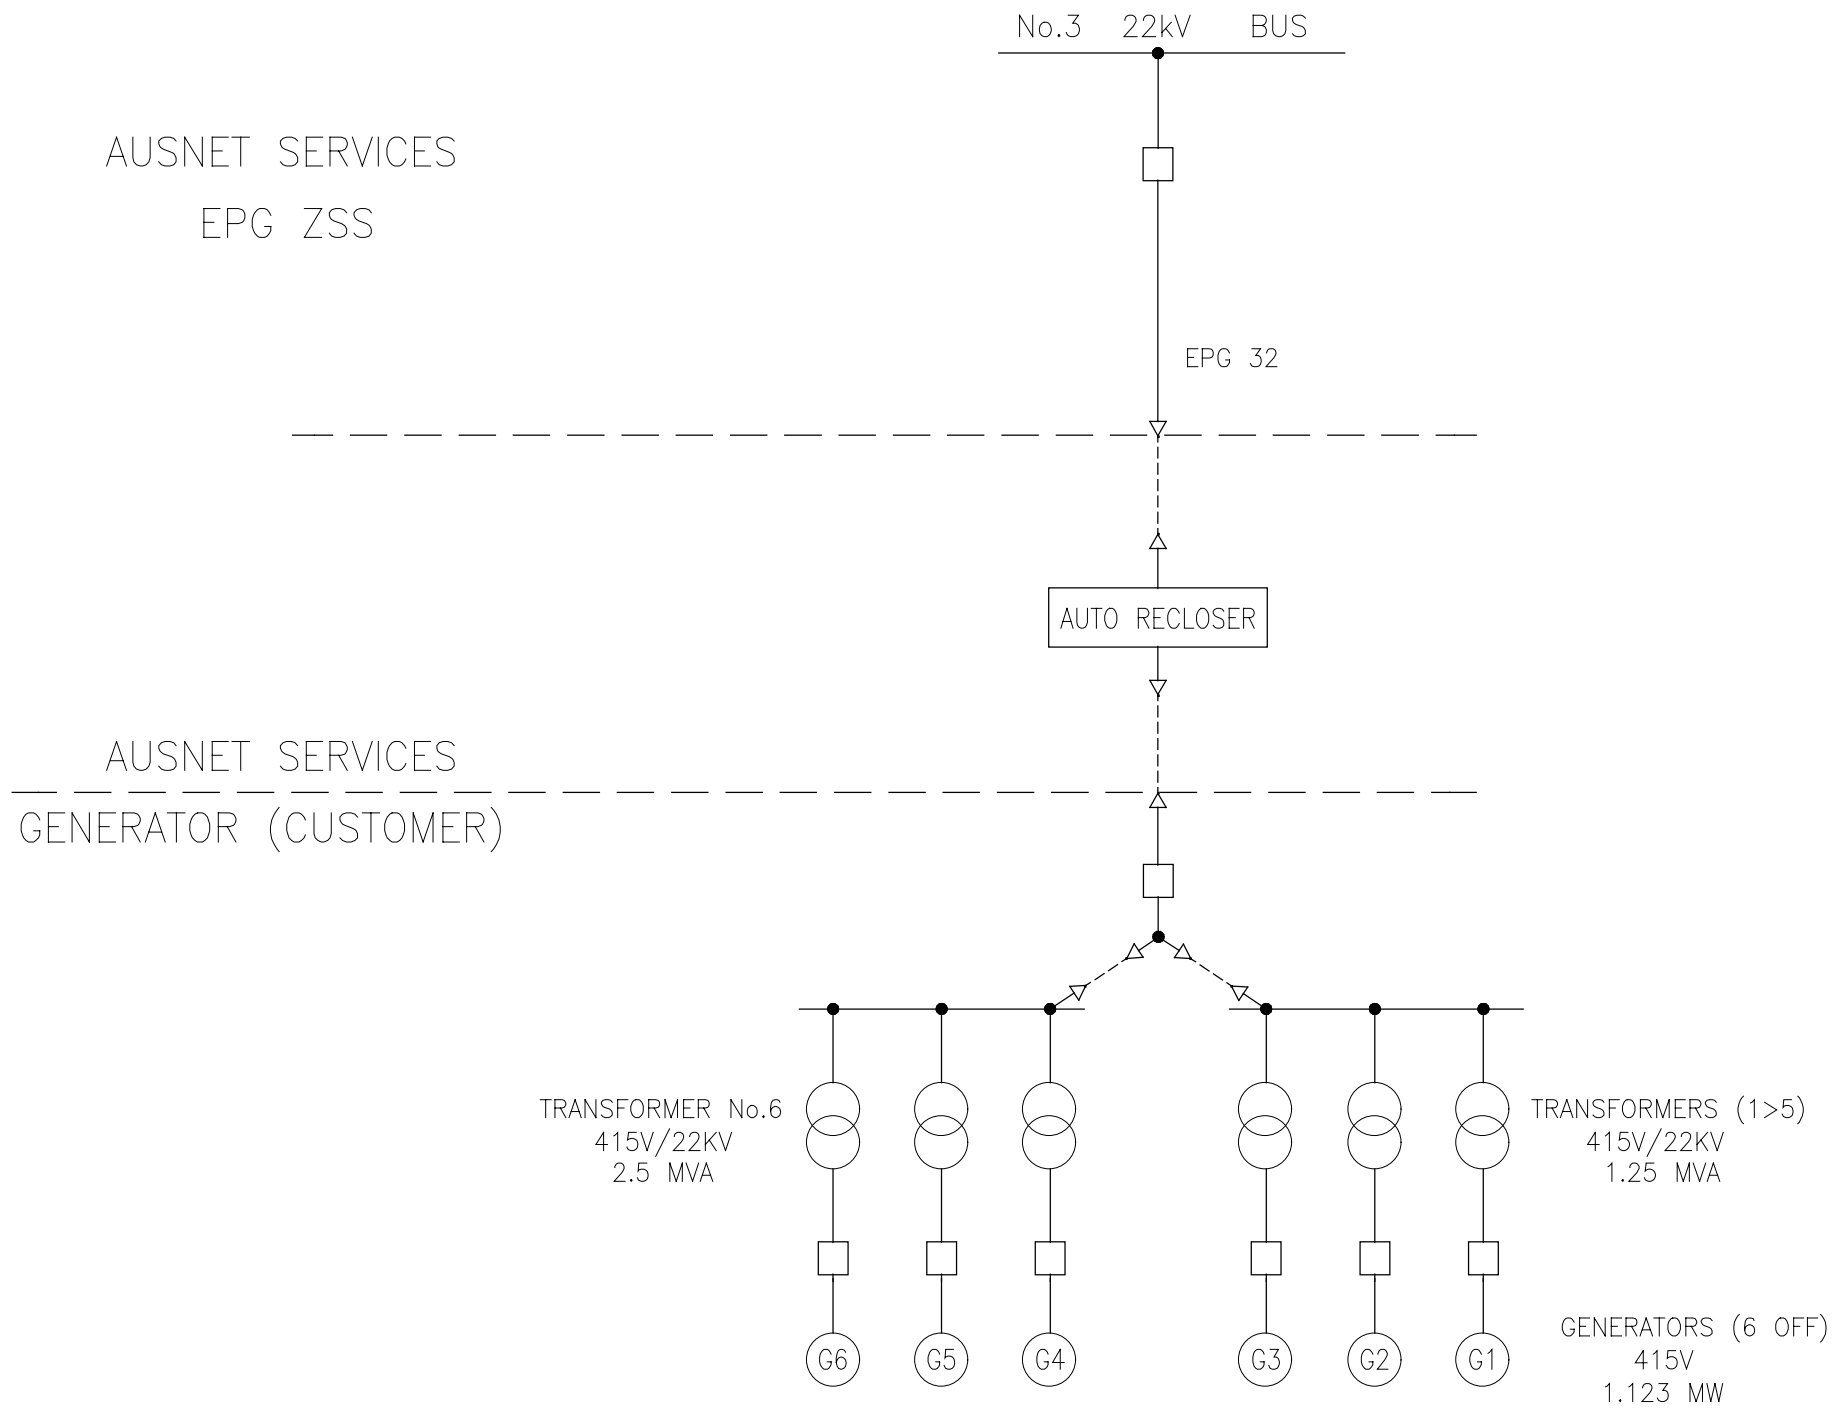 No.3 22kV BUS
AUSNET SERVICES
EPG ZSS
EPG 32
AUTO RECLOSER
AUSNET SERVICES
GENERATOR (CUSTOMER)
TRANSFORMER No.6
415V/22KV
2.5 MVA
TRANSFORMERS (1>5)
415V/22KV
1.25 MVA
G6 G5 G4 G3 G2 G1
GENERATORS (6 OFF)
415V
1.123 MW